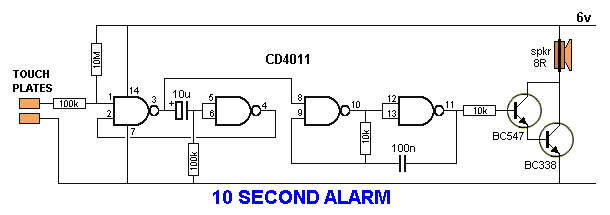 6v
spkr
8R
10M
CD4011
TOUCH
PLATES
100k
1
2
14
7
3
+
10u
5
6
4
100k
8
9
10
10k
12
13
11
100n
10k
BC547
BC338
10 SECOND ALARM